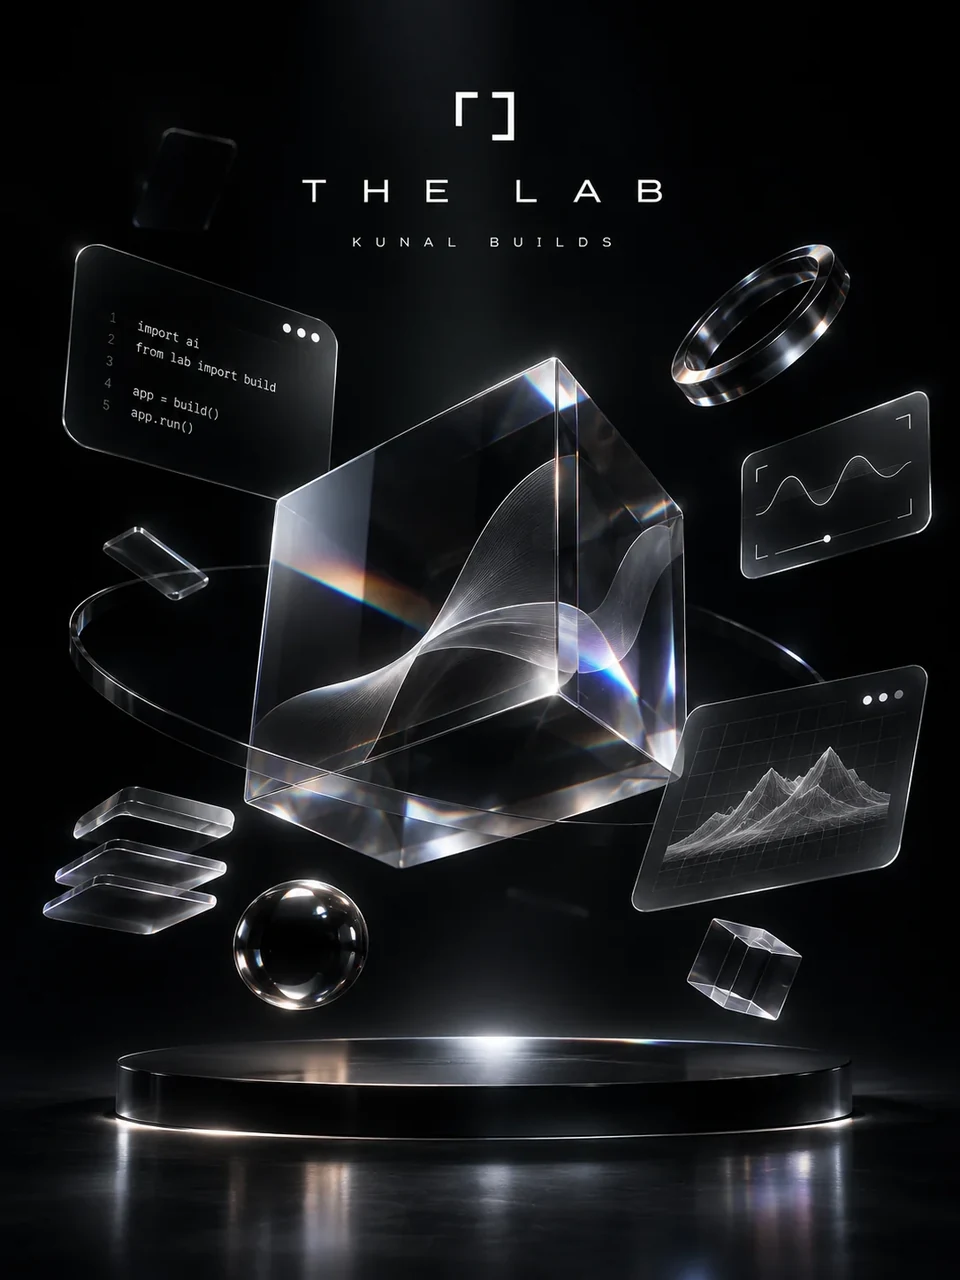 THE LAB
KUNAL BUILDS
1 import ai
2 from lab import build
3
4 app = build()
5 app.run()